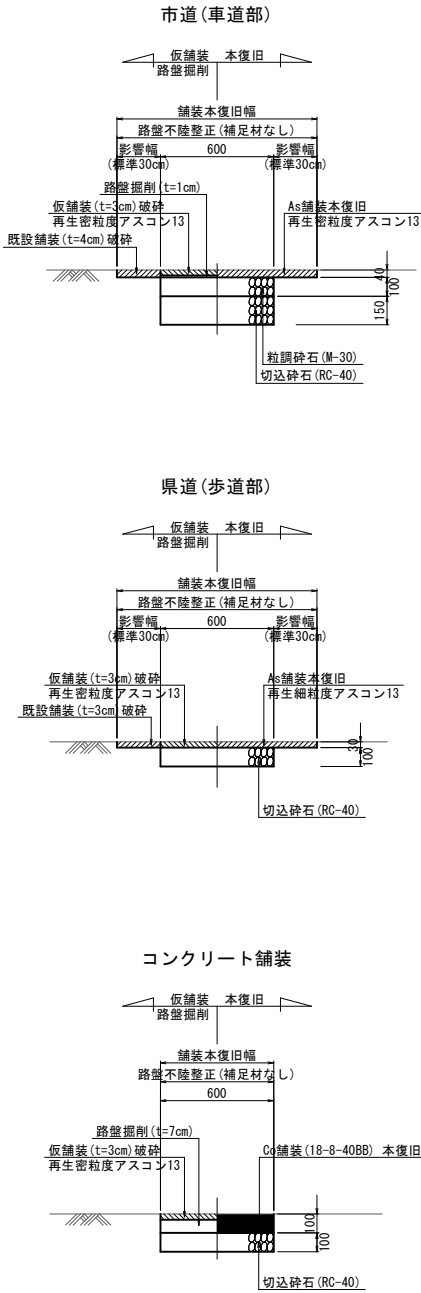 市道(車道部)
仮舗装 本復旧
路盤掘削
舗装本復旧幅
路盤不陸整正(補足材なし)
影響幅 600 影響幅
(標準30cm) (標準30cm)
路盤掘削(t=1cm)
仮舗装(t=3cm)破砕 As舗装本復旧
再生密粒度アスコン13 再生密粒度アスコン13
既設舗装(t=4cm)破砕
40
100
150
粒調砕石(M-30)
切込砕石(RC-40)
県道(歩道部)
仮舗装 本復旧
路盤掘削
舗装本復旧幅
路盤不陸整正(補足材なし)
影響幅 600 影響幅
(標準30cm) (標準30cm)
仮舗装(t=3cm)破砕 As舗装本復旧
再生密粒度アスコン13 再生細粒度アスコン13
既設舗装(t=3cm)破砕
30
100
切込砕石(RC-40)
コンクリート舗装
仮舗装 本復旧
路盤掘削
舗装本復旧幅
路盤不陸整正(補足材なし)
600
路盤掘削(t=7cm)
仮舗装(t=3cm)破砕 Co舗装(18-8-40BB) 本復旧
再生密粒度アスコン13
100
100
切込砕石(RC-40)